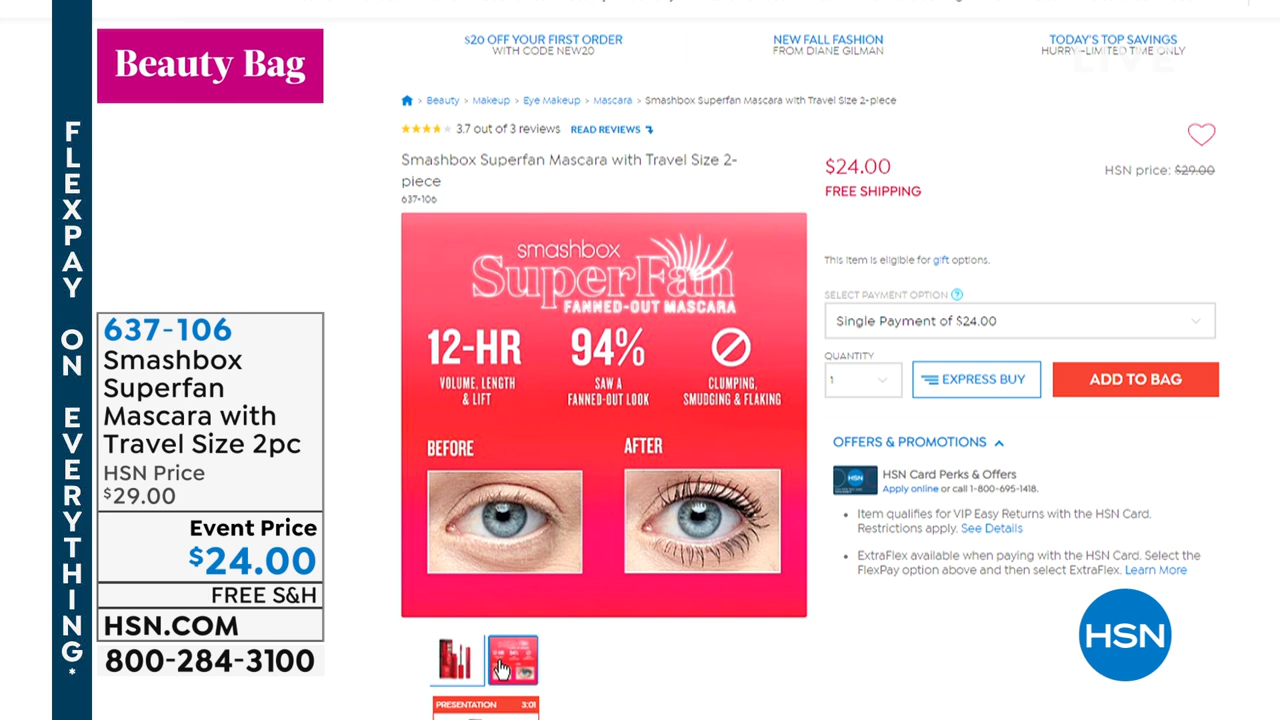 FLEXPAY ON EVERYTHING.*
Beauty Bag
637-106
Smashbox
Superfan
Mascara with
Travel Size 2pc
HSN Price
$29.00
Event Price
$24.00
FREE S&H
HSN.COM
800-284-3100
$20 OFF YOUR FIRST ORDER
WITH CODE NEW20
NEW FALL FASHION
FROM DIANE GILMAN
TODAY'S TOP SAVINGS
HURRY-LIMITED TIME ONLY
LIVE
Beauty > Makeup > Eye Makeup > Mascara > Smashbox Superfan Mascara with Travel Size 2-piece
3.7 out of 3 reviews READ REVIEWS
Smashbox Superfan Mascara with Travel Size 2-
piece
637-106
smashbox
SuperFan
FANNED-OUT MASCARA
12-HR
VOLUME, LENGTH
& LIFT
94%
SAW A
FANNED-OUT LOOK
CLUMPING,
SMUDGING & FLAKING
BEFORE
AFTER
PRESENTATION 3:01
$24.00
HSN price: $29.00
FREE SHIPPING
This item is eligible for gift options.
SELECT PAYMENT OPTION ?
Single Payment of $24.00
QUANTITY
1
EXPRESS BUY
ADD TO BAG
OFFERS & PROMOTIONS
HSN
HSN Card Perks & Offers
Apply online or call 1-800-695-1418.
• Item qualifies for VIP Easy Returns with the HSN Card.
Restrictions apply. See Details
• ExtraFlex available when paying with the HSN Card. Select the
FlexPay option above and then select ExtraFlex. Learn More
HSN